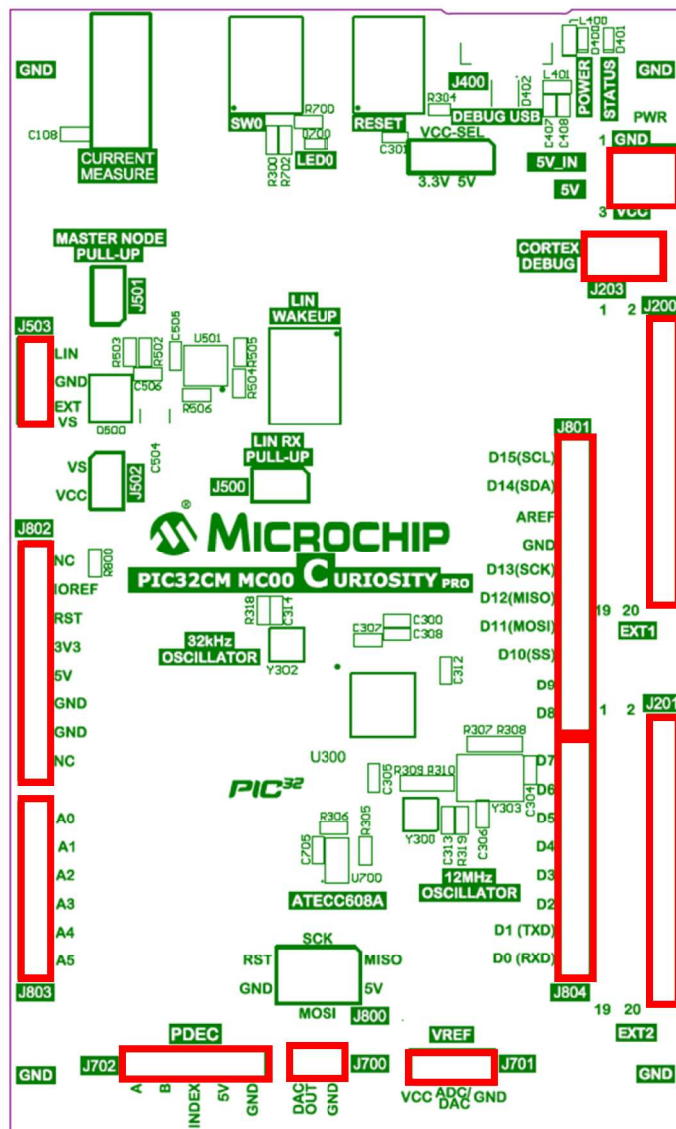 GND
C108
CURRENT
MEASURE
SW0
R700
D700
R300
R702
LED0
RESET
C301
R304
J400
D402
DEBUG USB
VCC-SEL
3.3V 5V
L400
D400
D401
POWER
STATUS
L401
C407
C408
GND
PWR
1 GND
5V_IN
5V
3 VCC
CORTEX
DEBUG
J203
1 2
J200
MASTER NODE
PULL-UP
J501
J503
LIN
GND
EXT
VS
R503
R502
C505
U501
R505
R504
C506
R506
D500
C504
LIN
WAKEUP
VS
VCC
J502
LIN RX
PULL-UP
J500
J801
D15(SCL)
D14(SDA)
AREF
GND
D13(SCK)
D12(MISO)
D11(MOSI)
D10(SS)
D9
D8
19 20
EXT1
® MICROCHIP
PIC32CM MC00 CURIOSITY PRO
J802
NC
IOREF
RST
3V3
5V
GND
GND
NC
R800
R318
C314
32kHz
OSCILLATOR
Y302
C300
C307
C308
C312
U300
1 2
J201
R307 R308
R309 R310
C305
Y303
C304
Y300
C313
R319
C306
12MHz
OSCILLATOR
PIC32
R306
C705
R305
U700
ATECC608A
D7
D6
D5
D4
D3
D2
D1 (TXD)
D0 (RXD)
J804
19 20
EXT2
A0
A1
A2
A3
A4
A5
J803
SCK
RST
MISO
GND
5V
MOSI
J800
GND
PDEC
J702
A
B
INDEX
5V
GND
J700
DAC
OUT
GND
VREF
J701
VCC
ADC/
DAC
GND
GND